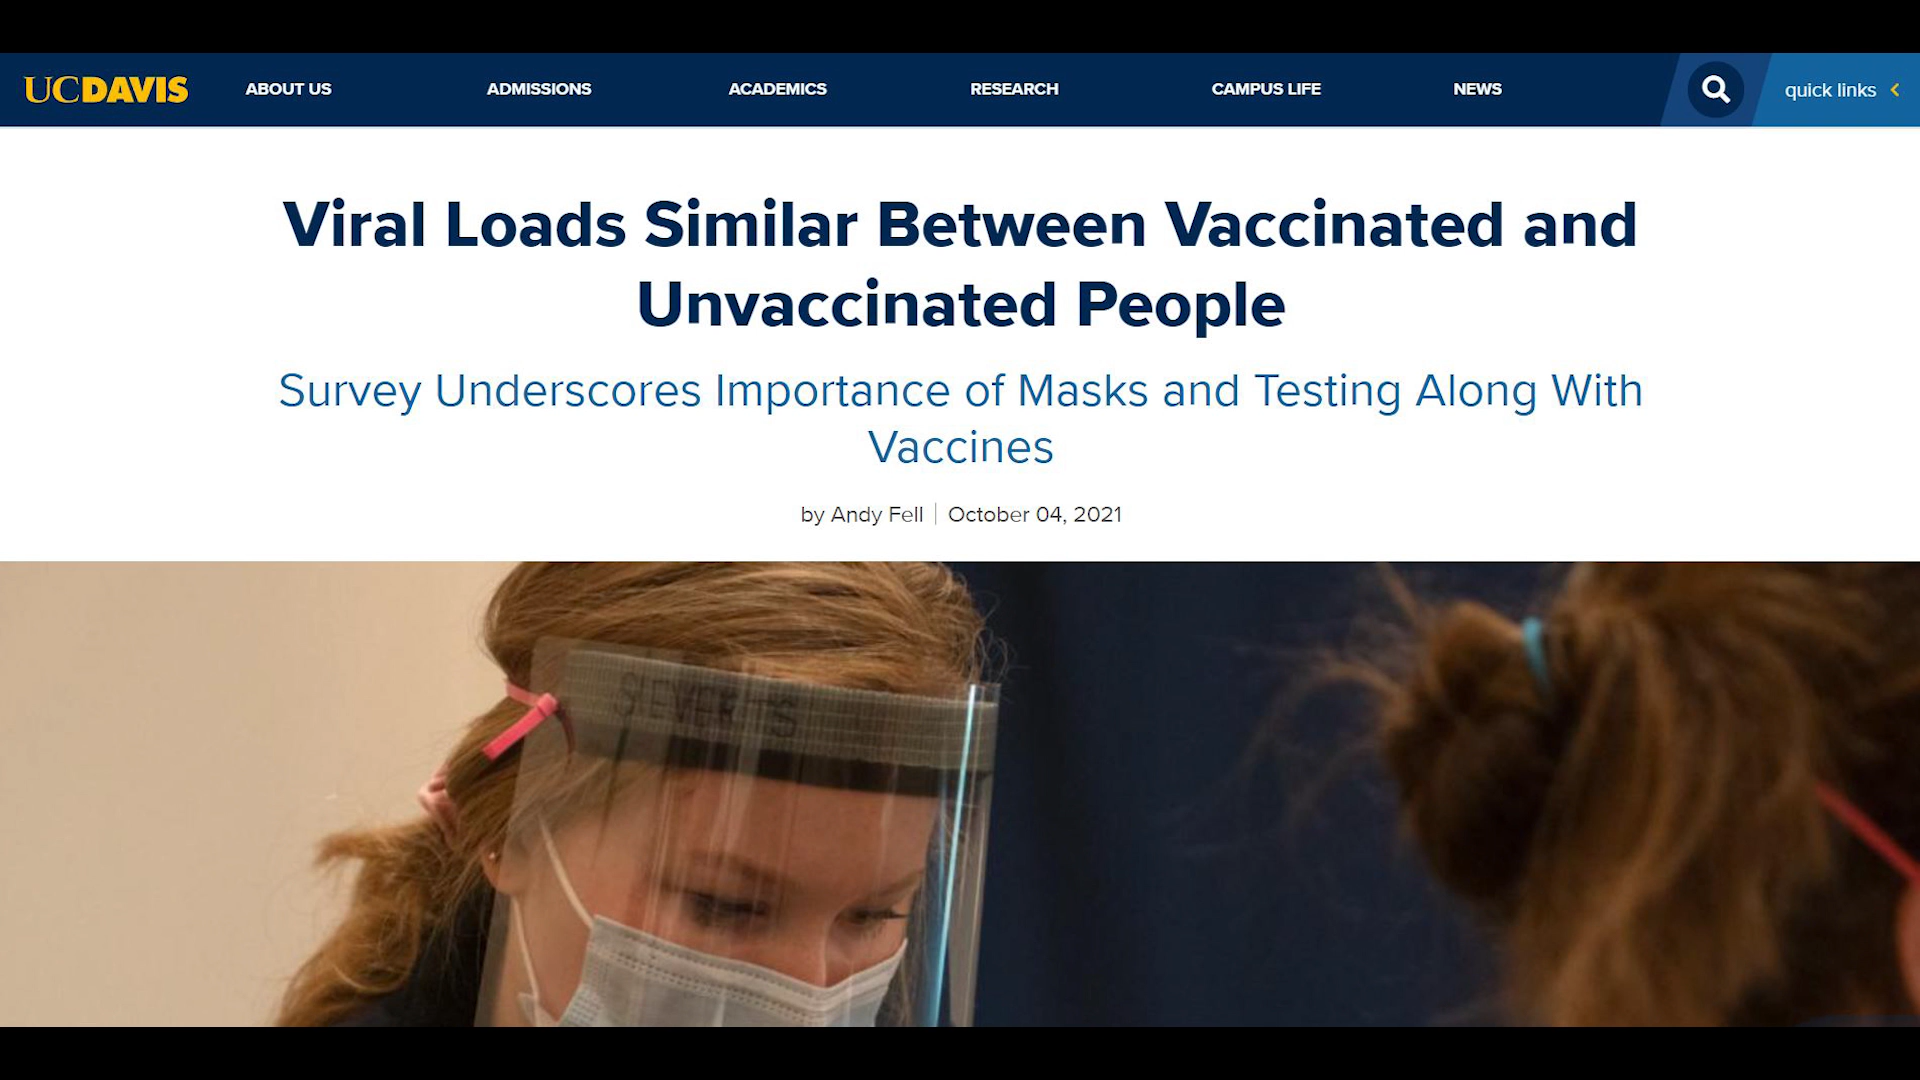 UCDAVIS ABOUT US ADMISSIONS ACADEMICS RESEARCH CAMPUS LIFE NEWS quick links
Viral Loads Similar Between Vaccinated and
Unvaccinated People
Survey Underscores Importance of Masks and Testing Along With
Vaccines
by Andy Fell | October 04, 2021
SIEVERTS